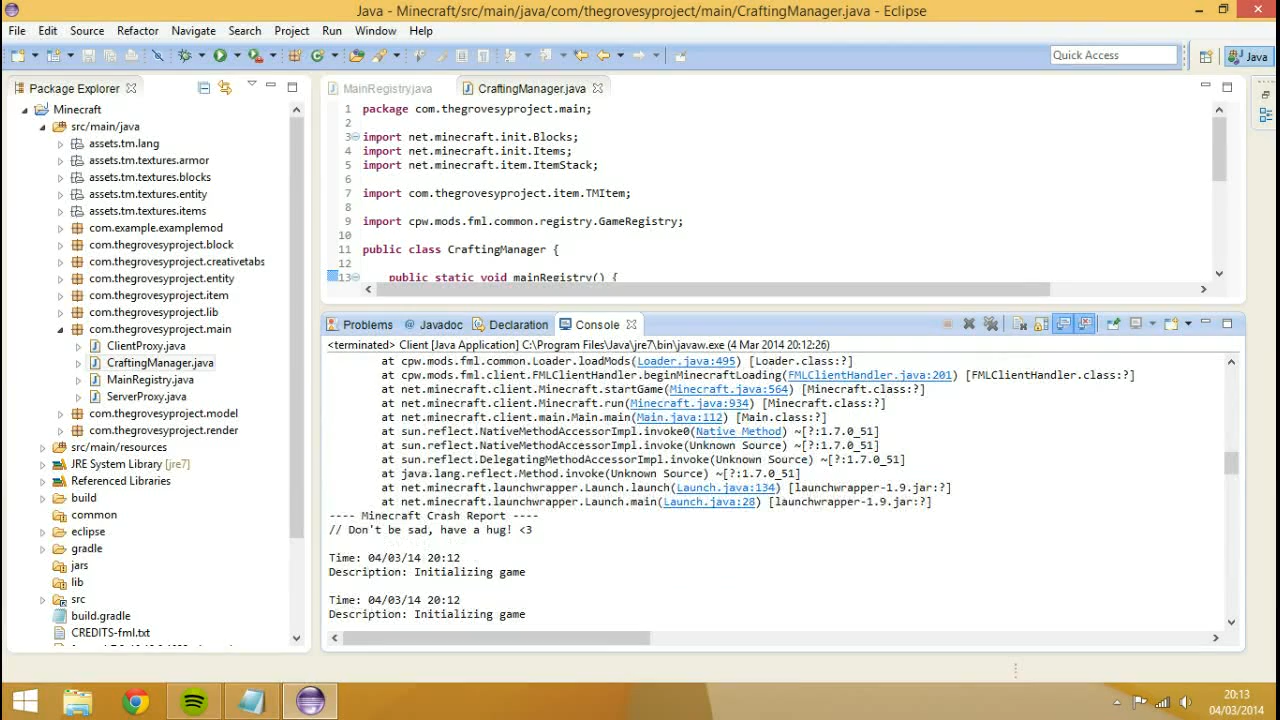 Java - Minecraft/src/main/java/com/thegrovesyproject/main/CraftingManager.java - Eclipse
File Edit Source Refactor Navigate Search Project Run Window Help
Quick Access
Java
Package Explorer
Minecraft
src/main/java
assets.tm.lang
assets.tm.textures.armor
assets.tm.textures.blocks
assets.tm.textures.entity
assets.tm.textures.items
com.example.examplemod
com.thegrovesyproject.block
com.thegrovesyproject.creativetabs
com.thegrovesyproject.entity
com.thegrovesyproject.item
com.thegrovesyproject.lib
com.thegrovesyproject.main
ClientProxy.java
CraftingManager.java
MainRegistry.java
ServerProxy.java
com.thegrovesyproject.model
com.thegrovesyproject.render
src/main/resources
JRE System Library [jre7]
Referenced Libraries
build
common
eclipse
gradle
jars
lib
src
build.gradle
CREDITS-fml.txt
MainRegistry.java CraftingManager.java
1 package com.thegrovesyproject.main;
2
3 import net.minecraft.init.Blocks;
4 import net.minecraft.init.Items;
5 import net.minecraft.item.ItemStack;
6
7 import com.thegrovesyproject.item.TMItem;
8
9 import cpw.mods.fml.common.registry.GameRegistry;
10
11 public class CraftingManager {
12
13 public static void mainRegistry() {
Problems @ Javadoc Declaration Console
<terminated> Client [Java Application] C:\Program Files\Java\jre7\bin\javaw.exe (4 Mar 2014 20:12:26)
at cpw.mods.fml.common.Loader.loadMods(Loader.java:495) [Loader.class:?]
at cpw.mods.fml.client.FMLClientHandler.beginMinecraftLoading(FMLClientHandler.java:201) [FMLClientHandler.class:?]
at net.minecraft.client.Minecraft.startGame(Minecraft.java:564) [Minecraft.class:?]
at net.minecraft.client.Minecraft.run(Minecraft.java:934) [Minecraft.class:?]
at net.minecraft.client.main.Main.main(Main.java:112) [Main.class:?]
at sun.reflect.NativeMethodAccessorImpl.invoke0(Native Method) ~[?:1.7.0_51]
at sun.reflect.NativeMethodAccessorImpl.invoke(Unknown Source) ~[?:1.7.0_51]
at sun.reflect.DelegatingMethodAccessorImpl.invoke(Unknown Source) ~[?:1.7.0_51]
at java.lang.reflect.Method.invoke(Unknown Source) ~[?:1.7.0_51]
at net.minecraft.launchwrapper.Launch.launch(Launch.java:134) [launchwrapper-1.9.jar:?]
at net.minecraft.launchwrapper.Launch.main(Launch.java:28) [launchwrapper-1.9.jar:?]
---- Minecraft Crash Report ----
// Don't be sad, have a hug! <3
Time: 04/03/14 20:12
Description: Initializing game
Time: 04/03/14 20:12
Description: Initializing game
20:13
04/03/2014